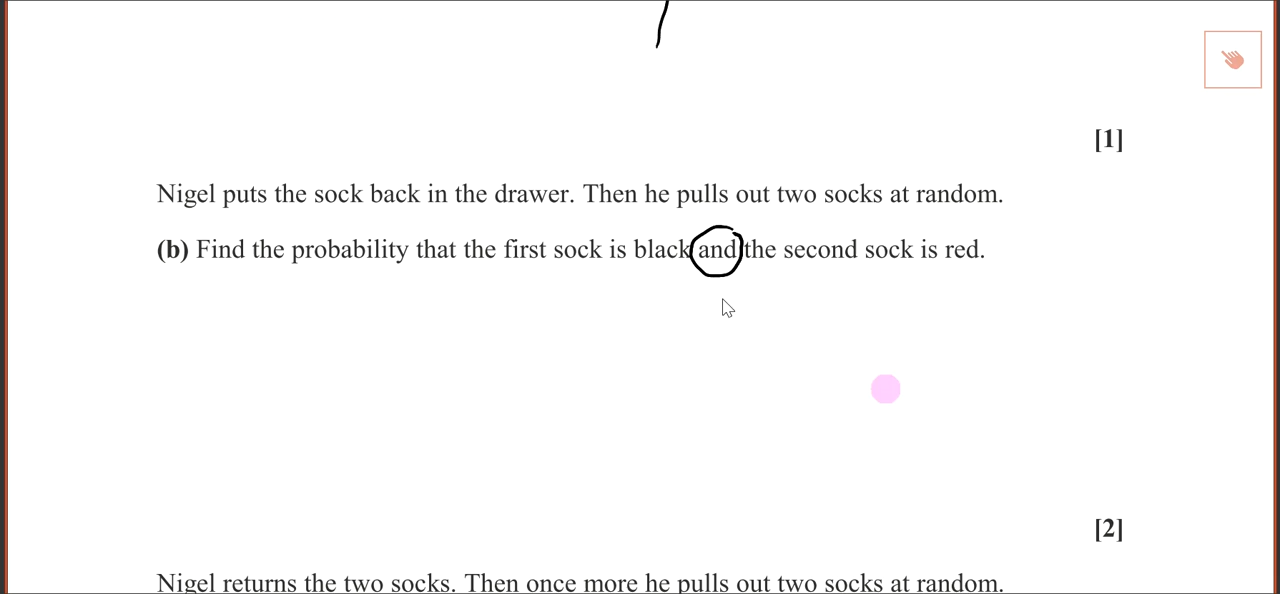 [1]
Nigel puts the sock back in the drawer. Then he pulls out two socks at random.
(b) Find the probability that the first sock is black and the second sock is red.
[2]
Nigel returns the two socks. Then once more he pulls out two socks at random.